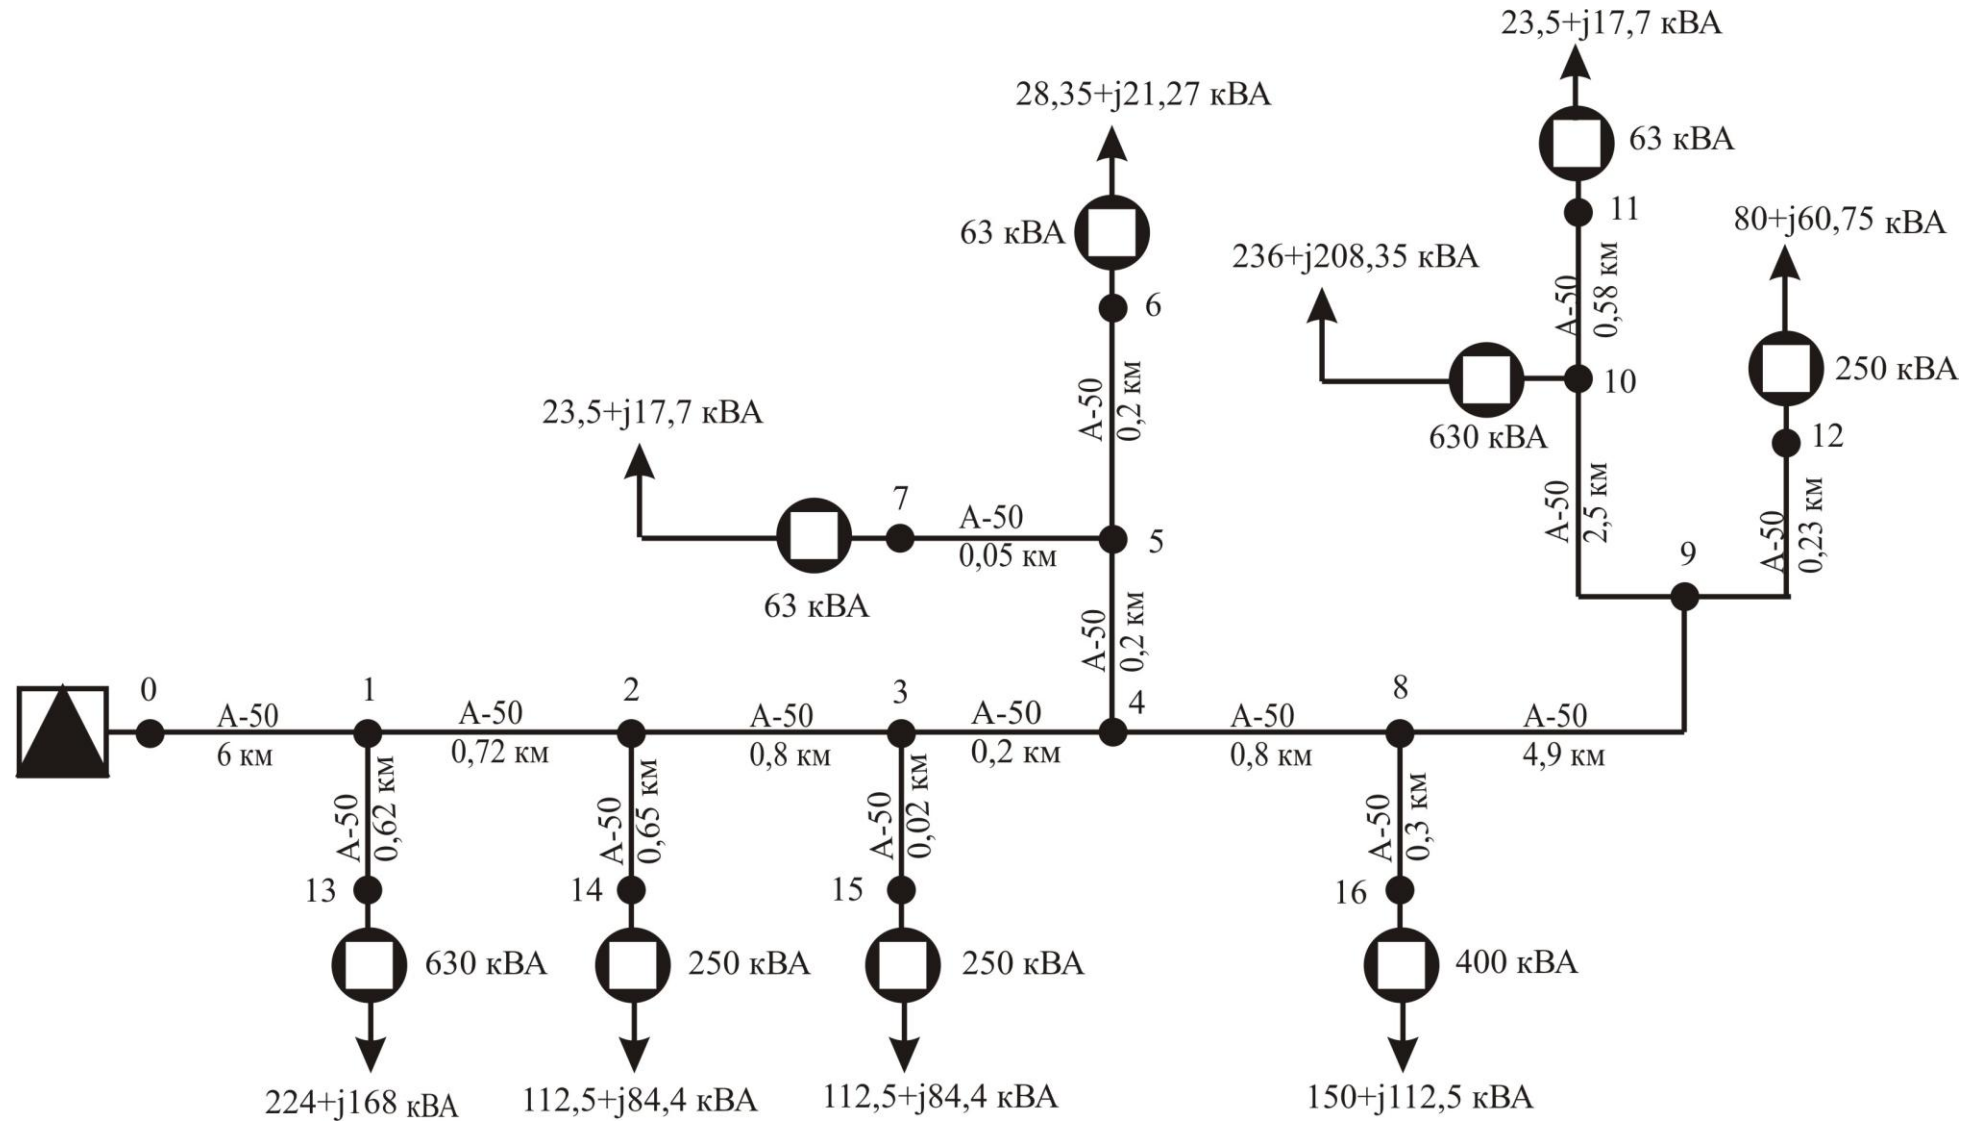 23,5+j17,7 кВА
28,35+j21,27 кВА
63 кВА
11
80+j60,75 кВА
63 кВА
236+j208,35 кВА
А-50
0,58 км
6
250 кВА
10
А-50
0,2 км
23,5+j17,7 кВА
630 кВА
12
А-50
2,5 км
7
А-50
0,05 км
5
А-50
0,23 км
9
63 кВА
А-50
0,2 км
0
А-50
6 км
1
А-50
0,72 км
2
А-50
0,8 км
3
А-50
0,2 км
4
А-50
0,8 км
8
А-50
4,9 км
А-50
0,62 км
А-50
0,65 км
А-50
0,02 км
А-50
0,3 км
13
14
15
16
630 кВА
250 кВА
250 кВА
400 кВА
224+j168 кВА
112,5+j84,4 кВА
112,5+j84,4 кВА
150+j112,5 кВА